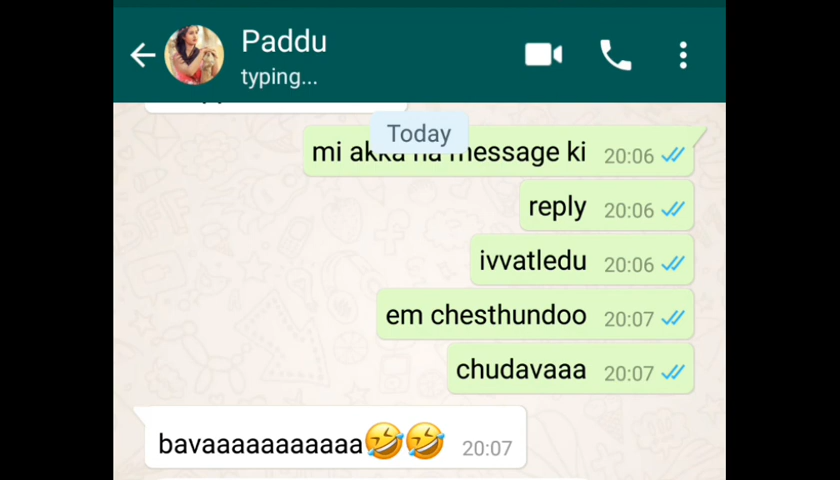 Paddu
typing...
Today
mi akka na message ki 20:06
reply 20:06
ivvatledu 20:06
em chesthundoo 20:07
chudavaaa 20:07
bavaaaaaaaaaaa🤣🤣 20:07